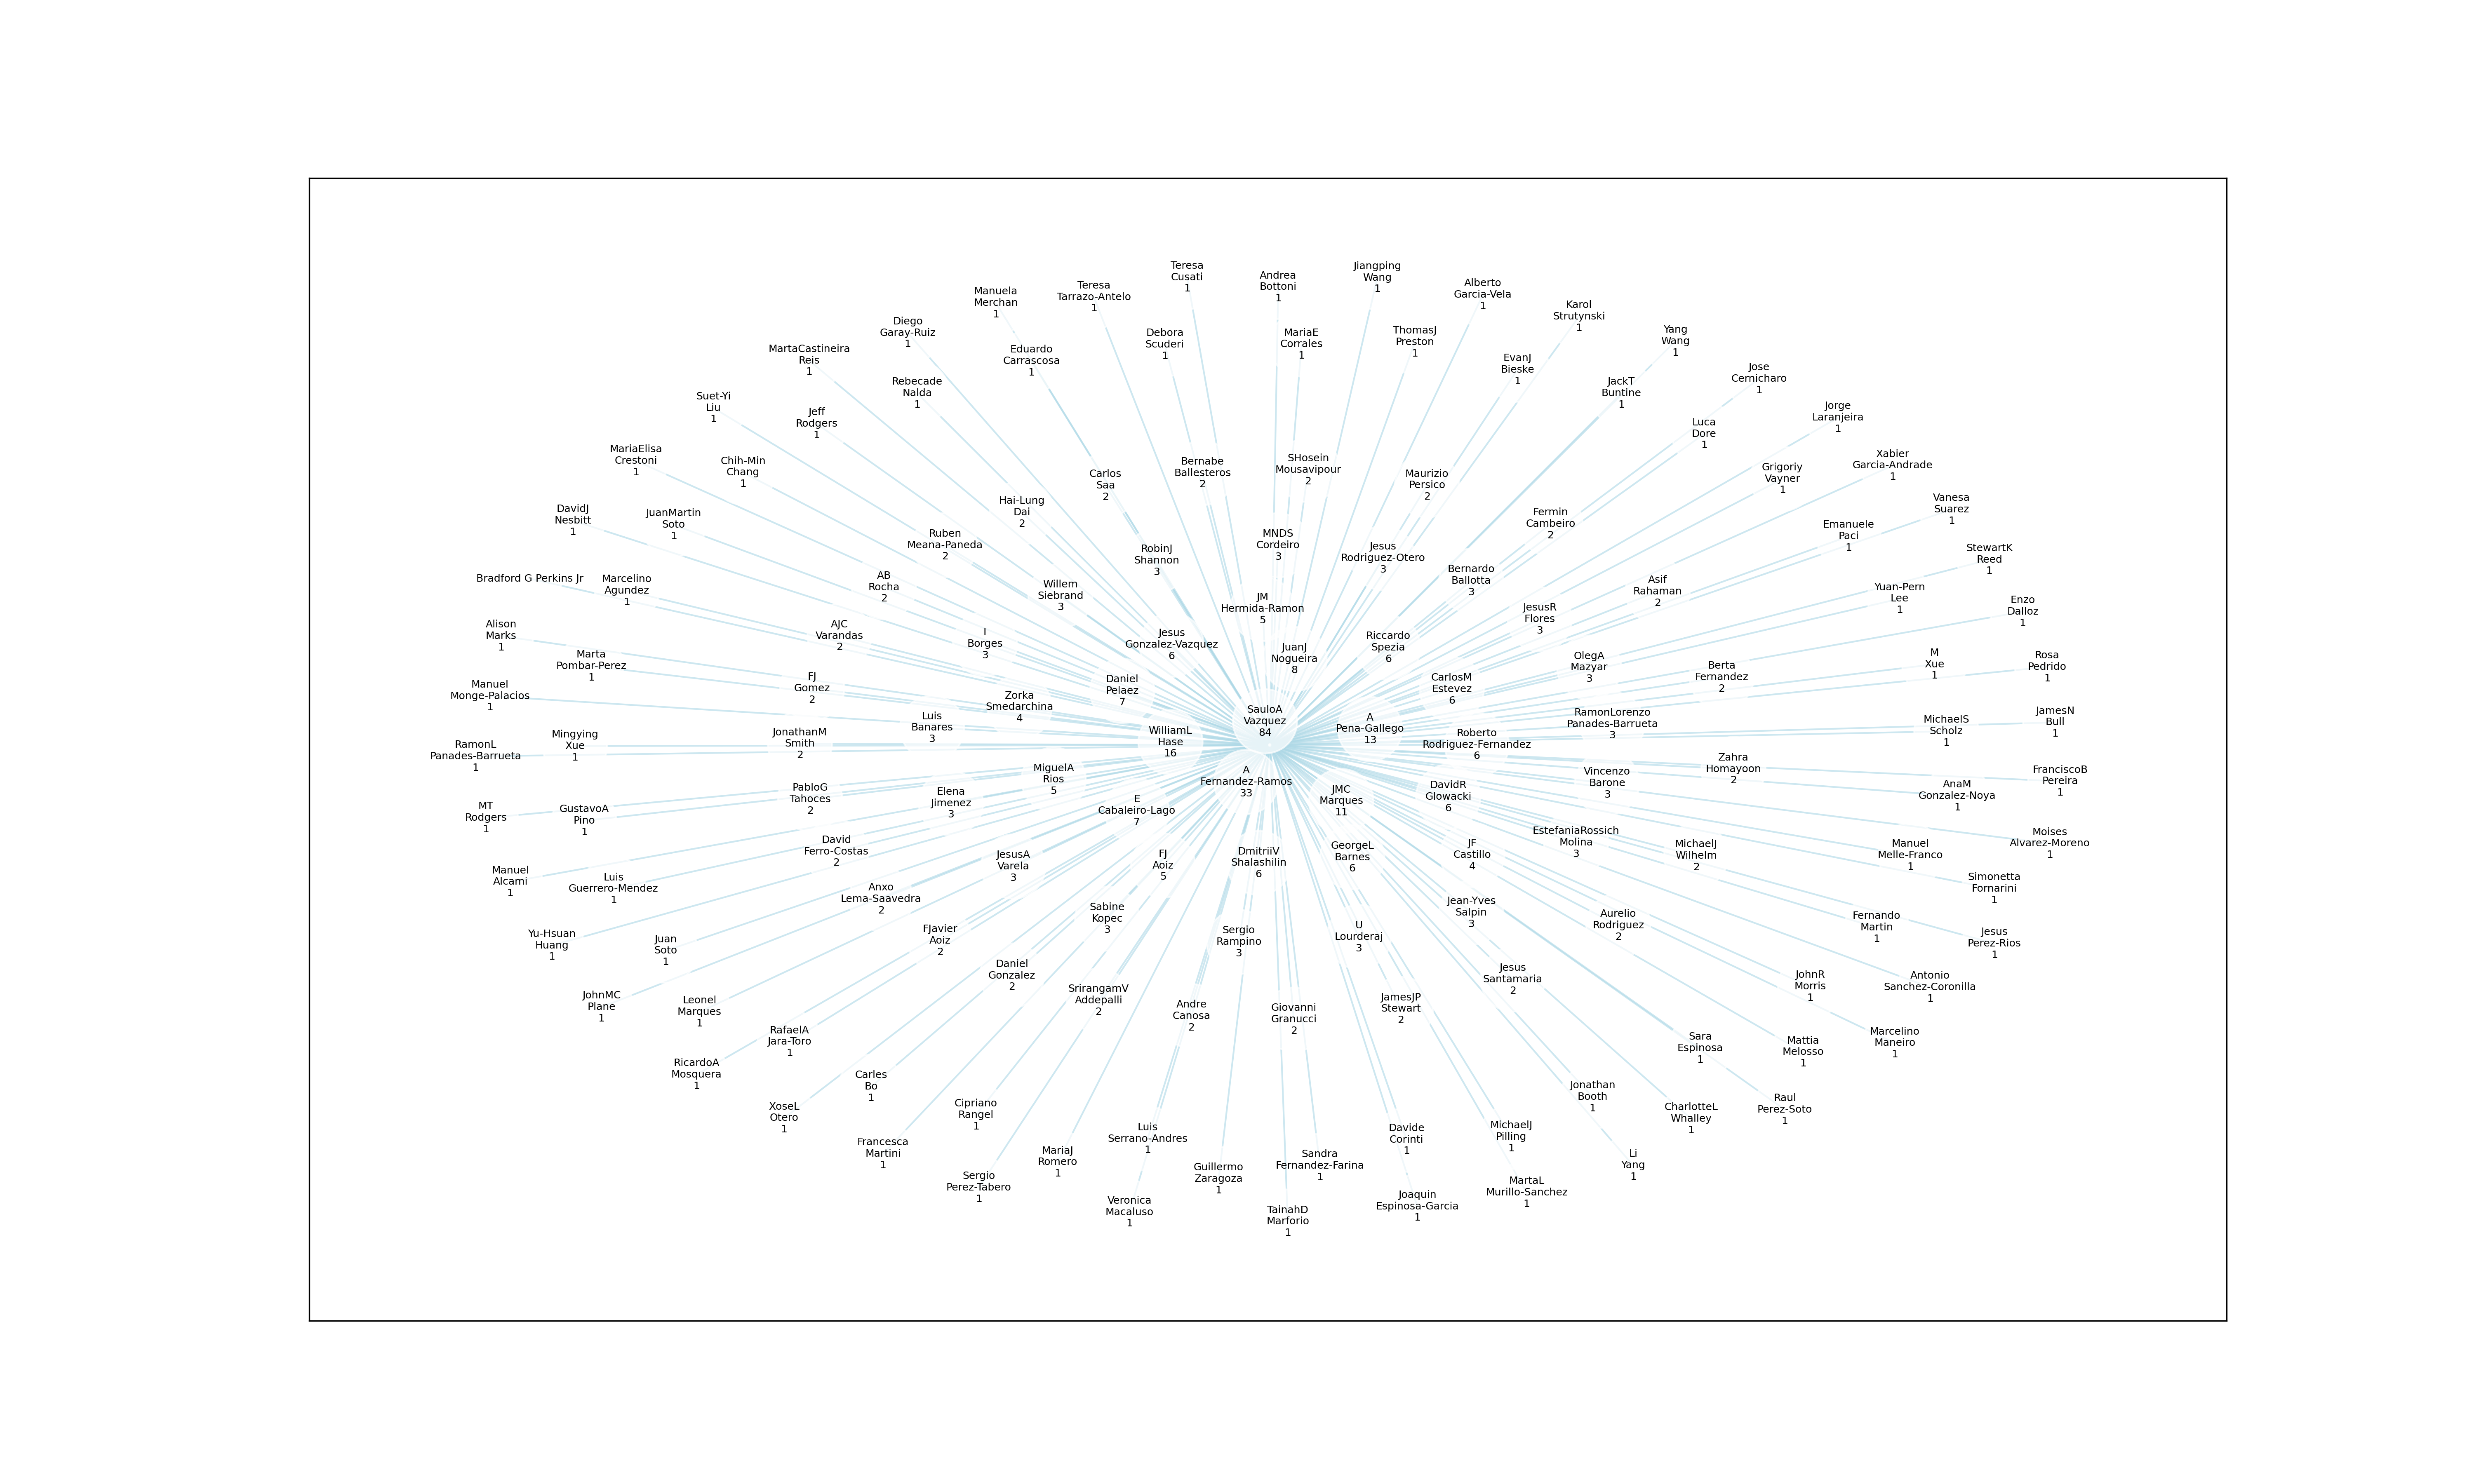 Teresa
Cusati
1
Andrea
Bottoni
1
Jiangping
Wang
1
Alberto
Garcia-Vela
1
Teresa
Tarrazo-Antelo
1
Manuela
Merchan
1
Karol
Strutynski
1
Diego
Garay-Ruiz
1
Debora
Scuderi
1
MariaE
Corrales
1
ThomasJ
Preston
1
Yang
Wang
1
MartaCastineira
Reis
1
Eduardo
Carrascosa
1
EvanJ
Bieske
1
Jose
Cernicharo
1
Rebecade
Nalda
1
JackT
Buntine
1
Suet-Yi
Liu
1
Jeff
Rodgers
1
Jorge
Laranjeira
1
Luca
Dore
1
MariaElisa
Crestoni
1
Chih-Min
Chang
1
Carlos
Saa
2
Bernabe
Ballesteros
2
SHosein
Mousavipour
2
Maurizio
Persico
2
Grigoriy
Vayner
1
Xabier
Garcia-Andrade
1
Vanesa
Suarez
1
DavidJ
Nesbitt
1
JuanMartin
Soto
1
Hai-Lung
Dai
2
Fermin
Cambeiro
2
Emanuele
Paci
1
Ruben
Meana-Paneda
2
RobinJ
Shannon
3
MNDS
Cordeiro
3
Jesus
Rodriguez-Otero
3
StewartK
Reed
1
Bradford G Perkins Jr
Marcelino
Agundez
1
AB
Rocha
2
Willem
Siebrand
3
Bernardo
Ballotta
3
Asif
Rahaman
2
Yuan-Pern
Lee
1
JM
Hermida-Ramon
5
JesusR
Flores
3
Enzo
Dalloz
1
Alison
Marks
1
AJC
Varandas
2
I
Borges
3
Jesus
Gonzalez-Vazquez
6
JuanJ
Nogueira
8
Riccardo
Spezia
6
Marta
Pombar-Perez
1
OlegA
Mazyar
3
Berta
Fernandez
2
M
Xue
1
Rosa
Pedrido
1
Manuel
Monge-Palacios
1
FJ
Gomez
2
Zorka
Smedarchina
4
Daniel
Pelaez
7
CarlosM
Estevez
6
SauloA
Vazquez
84
A
Pena-Gallego
13
RamonLorenzo
Panades-Barrueta
3
MichaelS
Scholz
1
JamesN
Bull
1
RamonL
Panades-Barrueta
1
Mingying
Xue
1
JonathanM
Smith
2
Luis
Banares
3
WilliamL
Hase
16
Roberto
Rodriguez-Fernandez
6
Zahra
Homayoon
2
FranciscoB
Pereira
1
MT
Rodgers
1
GustavoA
Pino
1
PabloG
Tahoces
2
Elena
Jimenez
3
MiguelA
Rios
5
A
Fernandez-Ramos
33
JMC
Marques
11
DavidR
Glowacki
6
Vincenzo
Barone
3
AnaM
Gonzalez-Noya
1
E
Cabaleiro-Lago
7
Moises
Alvarez-Moreno
1
David
Ferro-Costas
2
JesusA
Varela
3
FJ
Aoiz
5
DmitriiV
Shalashilin
6
GeorgeL
Barnes
6
JF
Castillo
4
EstefaniaRossich
Molina
3
MichaelJ
Wilhelm
2
Manuel
Melle-Franco
1
Manuel
Alcami
1
Luis
Guerrero-Mendez
1
Simonetta
Fornarini
1
Anxo
Lema-Saavedra
2
Sabine
Kopec
3
Jean-Yves
Salpin
3
Aurelio
Rodriguez
2
Fernando
Martin
1
Jesus
Perez-Rios
1
Yu-Hsuan
Huang
1
Juan
Soto
1
FJavier
Aoiz
2
Sergio
Rampino
3
U
Lourderaj
3
Daniel
Gonzalez
2
Jesus
Santamaria
2
JohnR
Morris
1
Antonio
Sanchez-Coronilla
1
JohnMC
Plane
1
Leonel
Marques
1
SrirangamV
Addepalli
2
Andre
Canosa
2
Giovanni
Granucci
2
JamesJP
Stewart
2
RafaelA
Jara-Toro
1
Sara
Espinosa
1
Mattia
Melosso
1
Marcelino
Maneiro
1
RicardoA
Mosquera
1
Carles
Bo
1
Jonathan
Booth
1
XoseL
Otero
1
Cipriano
Rangel
1
CharlotteL
Whalley
1
Raul
Perez-Soto
1
Francesca
Martini
1
MariaJ
Romero
1
Luis
Serrano-Andres
1
Davide
Corinti
1
MichaelJ
Pilling
1
Sergio
Perez-Tabero
1
Guillermo
Zaragoza
1
Sandra
Fernandez-Farina
1
Li
Yang
1
Veronica
Macaluso
1
TainahD
Marforio
1
Joaquin
Espinosa-Garcia
1
MartaL
Murillo-Sanchez
1